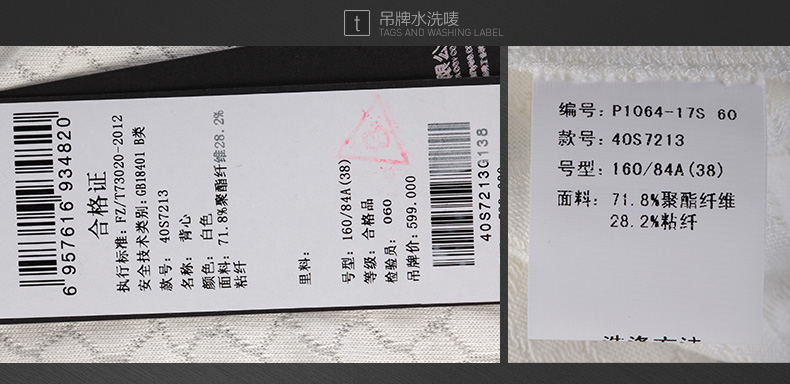 t
吊牌水洗唛
TAGS AND WASHING LABEL
6 957616 934820
合格证
执行标准: FZ/T73020-2012
安全技术类别: GB18401 B类
款号: 40S7213
名称: 背心
颜色: 白色
面料: 71.8%聚酯纤维28.2%
粘纤
里料:
号型: 160/84A(38)
等级: 合格品
检验员: 060
吊牌价: 599.000
40S7213G138
编号: P1064-17S 60
款号: 40S7213
号型: 160/84A(38)
面料: 71.8%聚酯纤维
28.2%粘纤